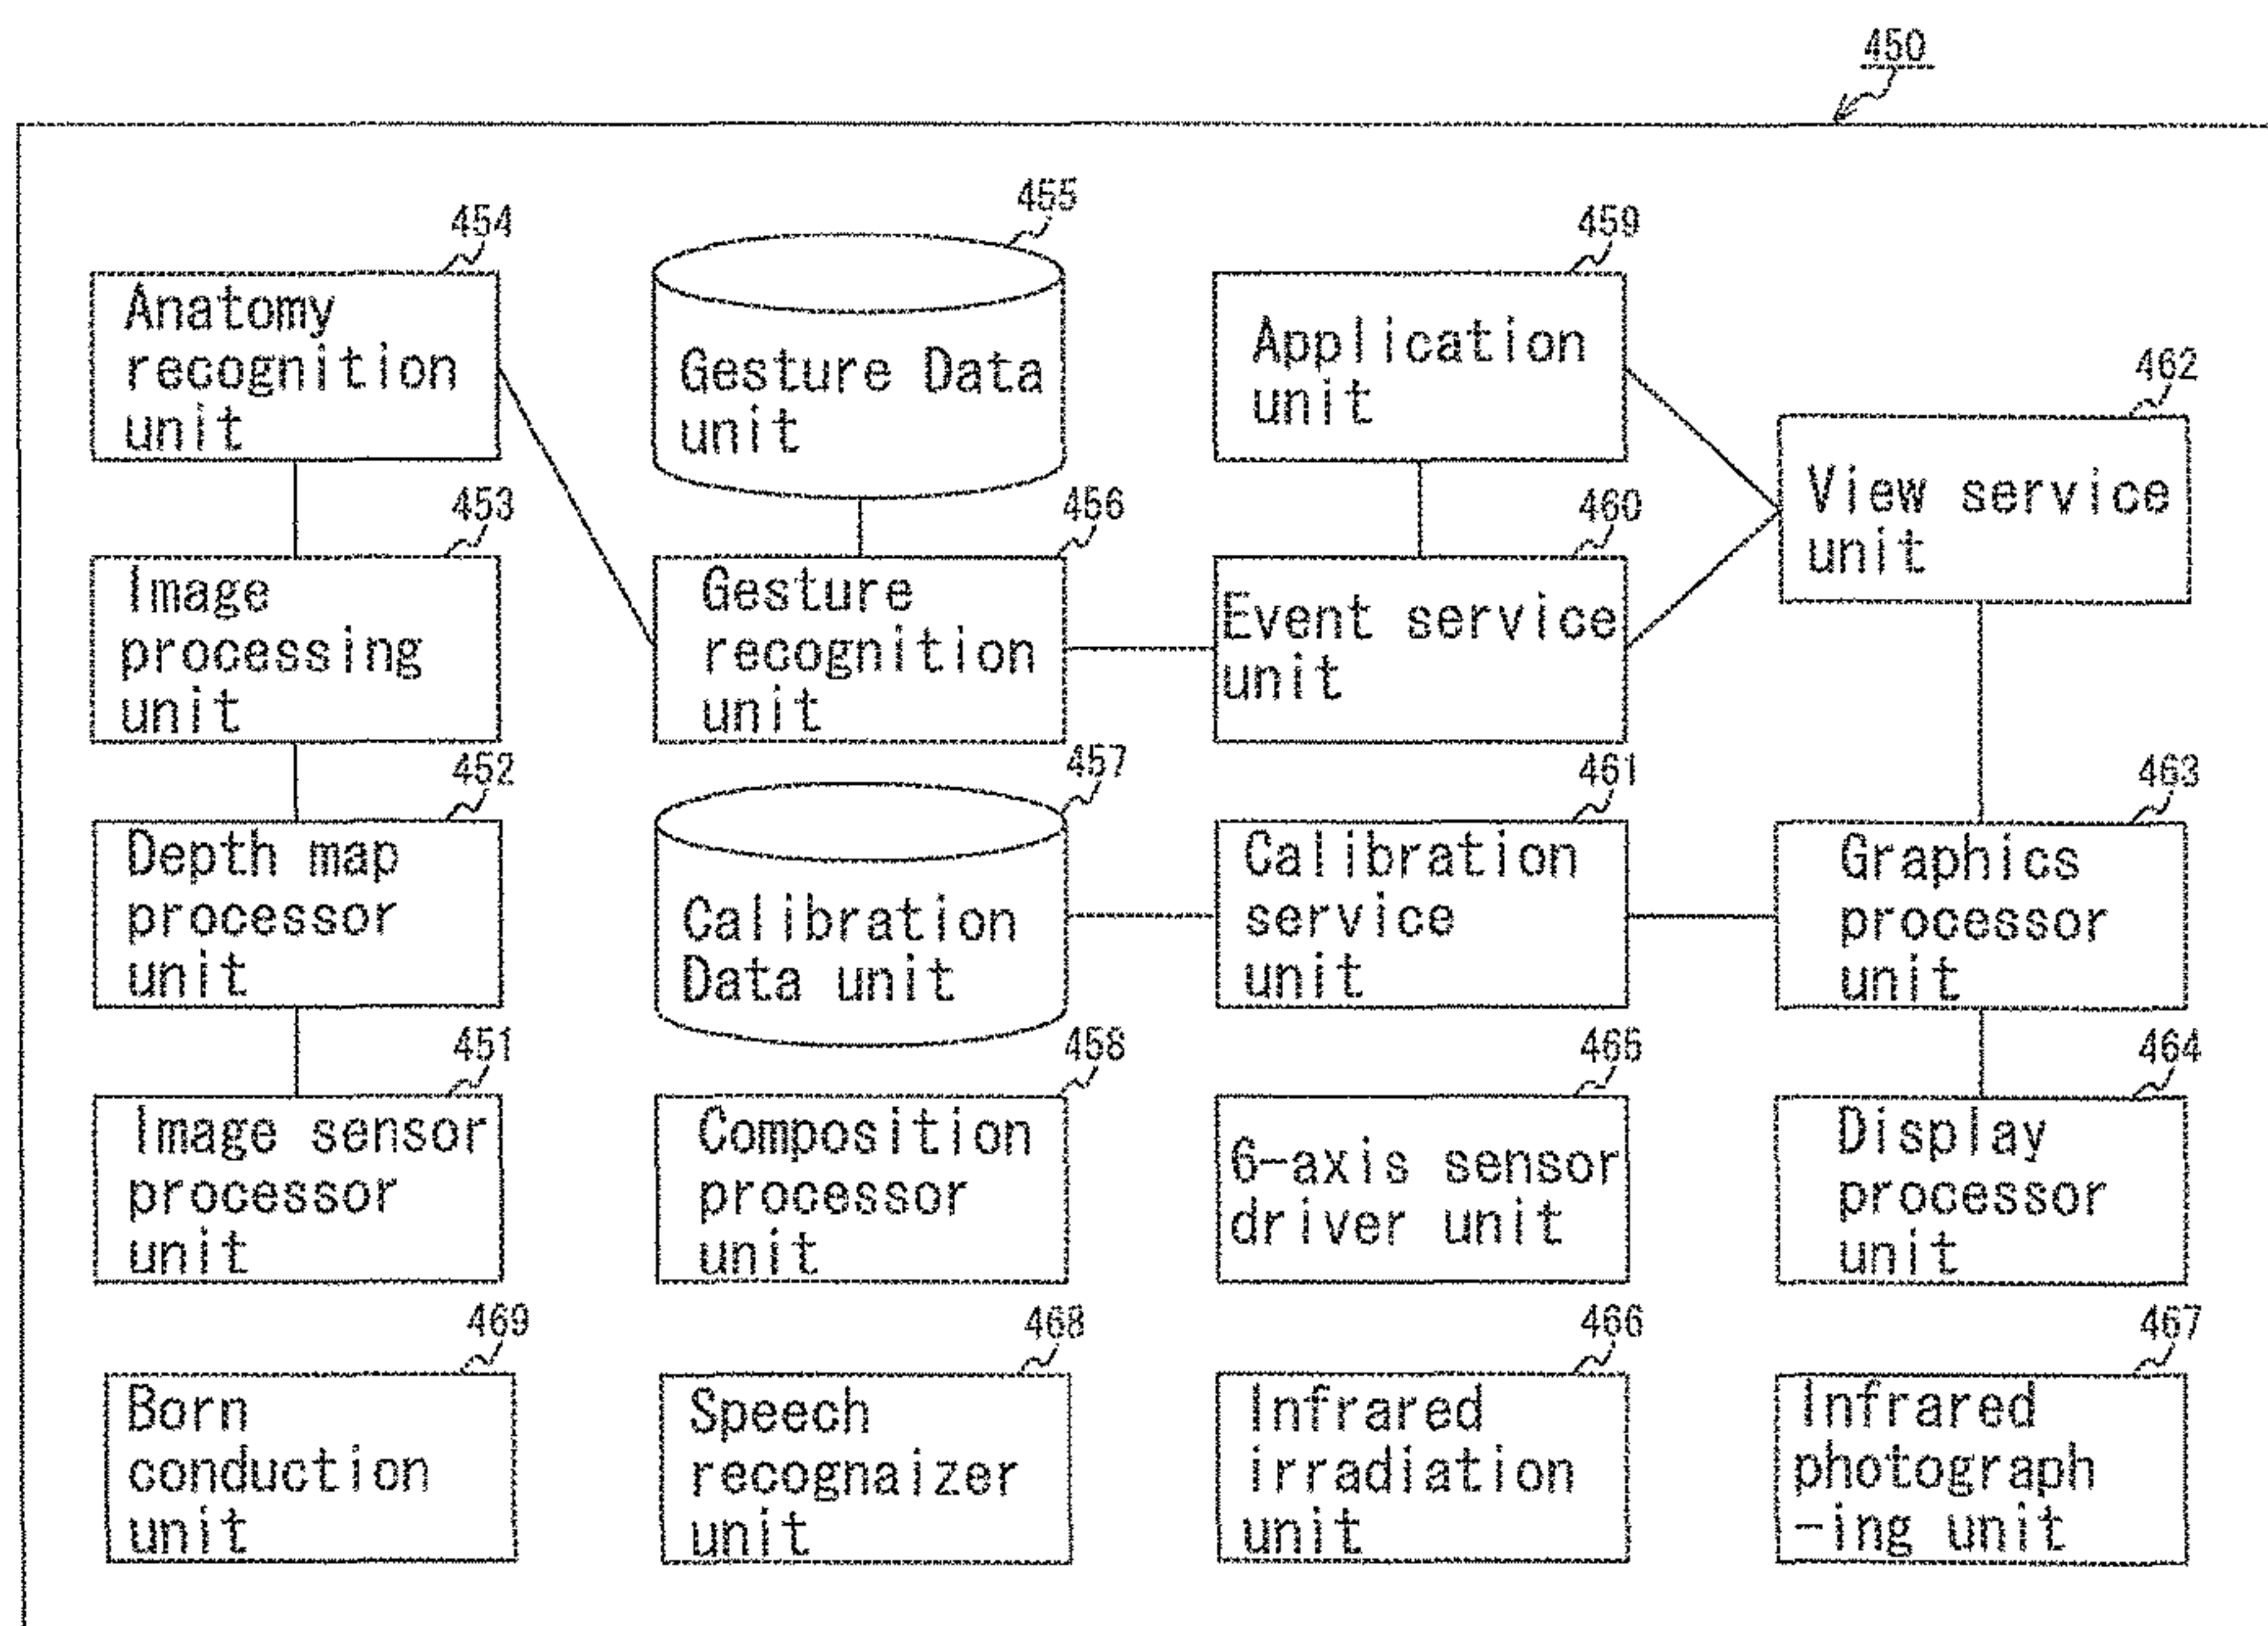 450
454
Anatomy
recognition
unit
455
Gesture Data
unit
459
Application
unit
462
View service
unit
453
Image
processing
unit
456
Gesture
recognition
unit
460
Event service
unit
452
Depth map
processor
unit
457
Calibration
Data unit
461
Calibration
service
unit
463
Graphics
processor
unit
451
Image sensor
processor
unit
458
Composition
processor
unit
465
6-axis sensor
driver unit
464
Display
processor
unit
469
Born
conduction
unit
468
Speech
recognaizer
unit
466
Infrared
irradiation
unit
467
Infrared
photograph
-ing unit